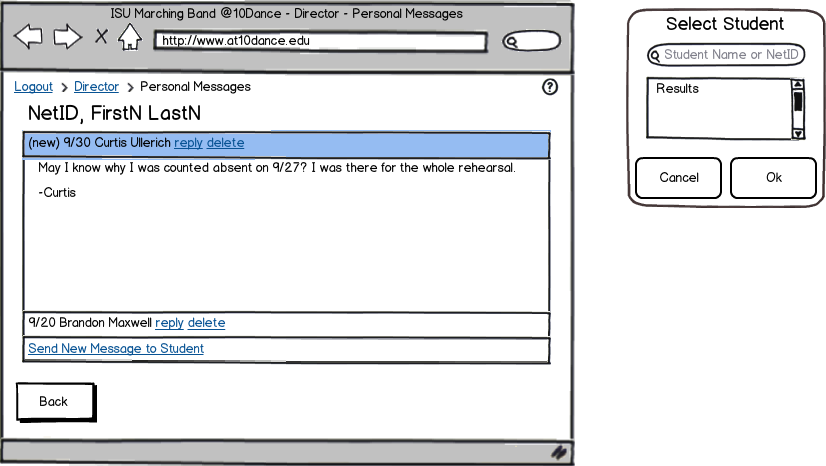 ISU Marching Band @10Dance - Director - Personal Messages
http://www.at10dance.edu
Logout > Director > Personal Messages ?
NetID, FirstN LastN
(new) 9/30 Curtis Ullerich reply delete
May I know why I was counted absent on 9/27? I was there for the whole rehearsal.
-Curtis
9/20 Brandon Maxwell reply delete
Send New Message to Student
Back
Select Student
Student Name or NetID
Results
Cancel Ok